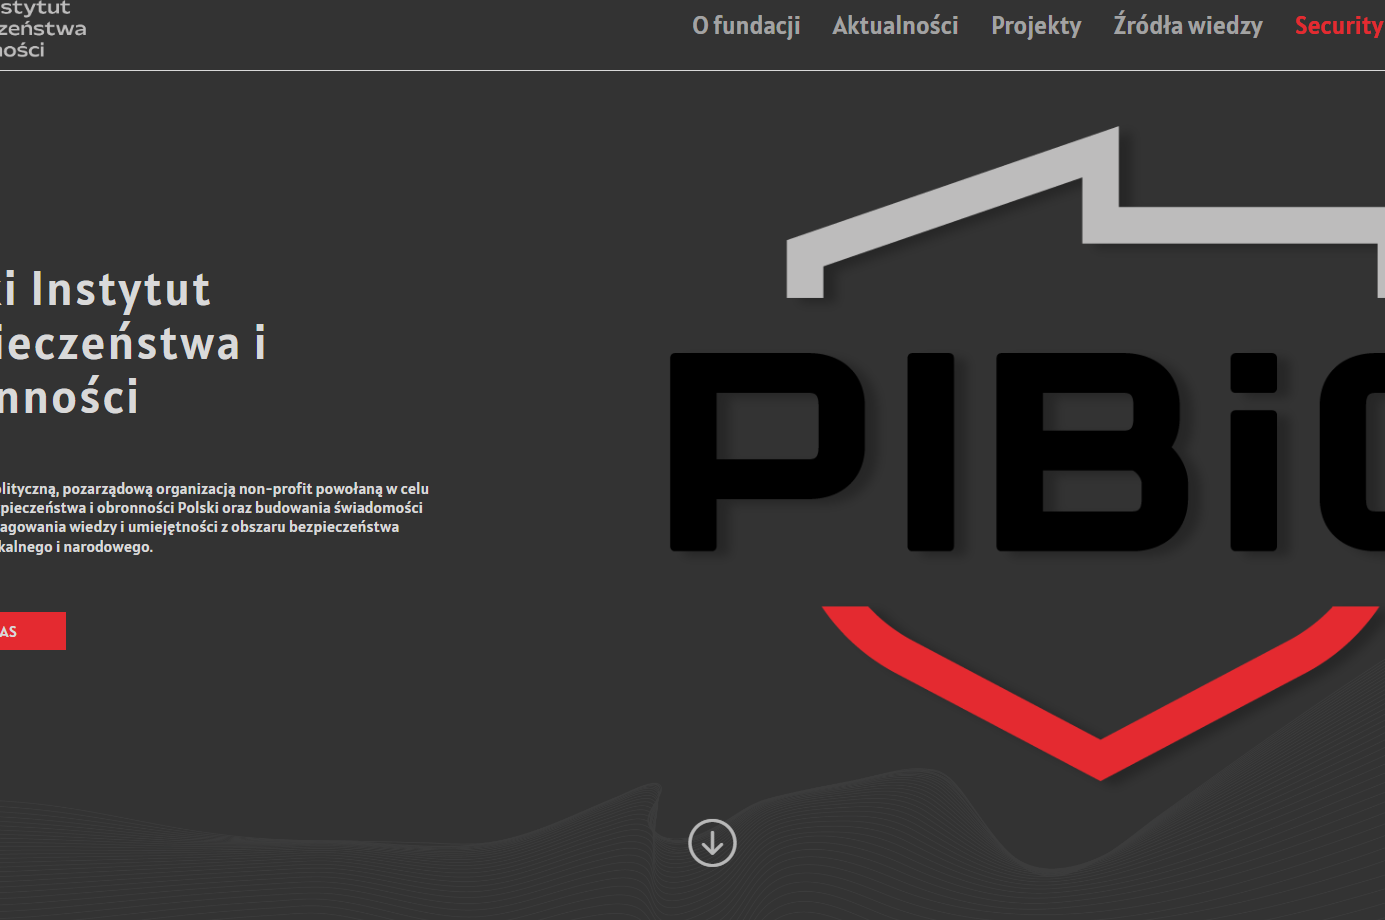 stytut
zeństwa
ności
O fundacji Aktualności Projekty Źródła wiedzy Security
i Instytut
ieczeństwa i
nności
olityczną, pozarządową organizacją non-profit powołaną w celu
pieczeństwa i obronności Polski oraz budowania świadomości
agowania wiedzy i umiejętności z obszaru bezpieczeństwa
kalnego i narodowego.
AS
PIBiO